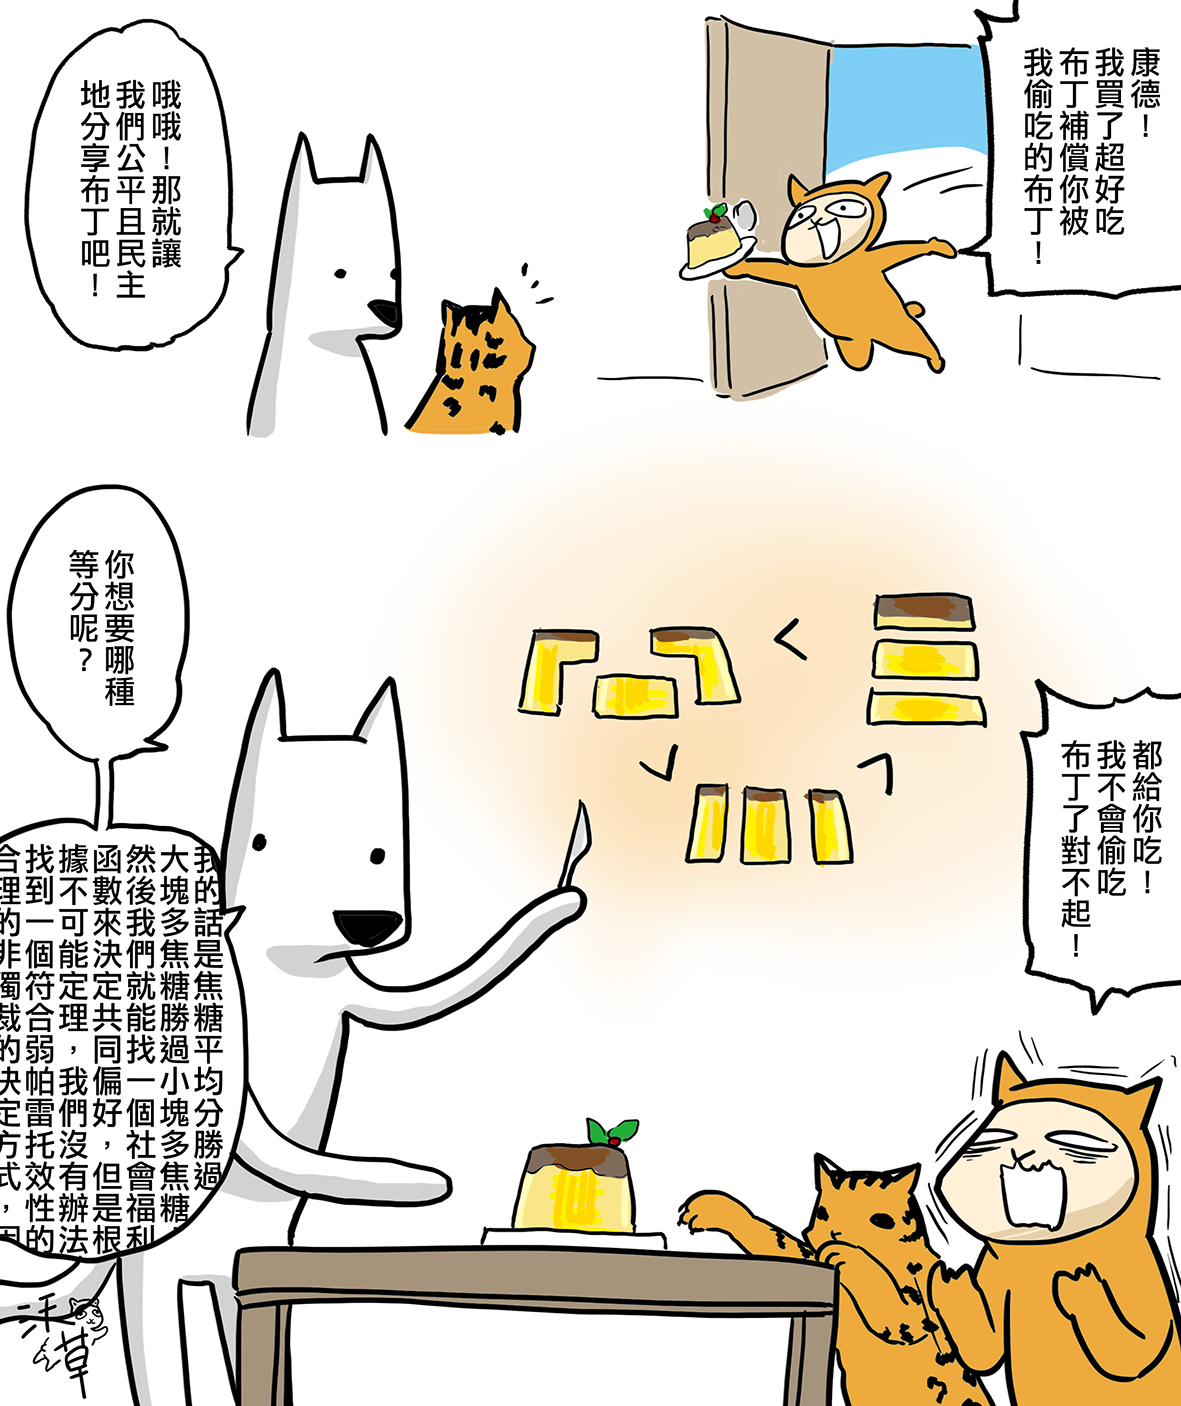 康德！
我買了超好吃
布丁補償你被
我偷吃的布丁！
哦哦！那就讓
我們公平且民主
地分享布丁吧！
你想要哪種
等分呢？
我的話是焦糖平均分勝過
大塊多焦糖勝過小塊多焦糖
然後我們就能找一個社會福利
函數來決定共同偏好，但是根
據不可能定理，我們沒有辦法
找到一個符合弱帕雷托效性的
合理的非獨裁的決定方式，因
都給你吃！
我不會偷吃
布丁了對不起！